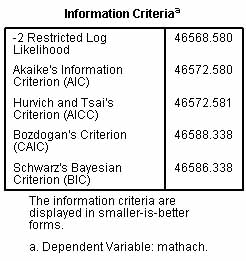 Information Criteriaa
-2 Restricted Log 46568.580
Likelihood
Akaike's Information 46572.580
Criterion (AIC)
Hurvich and Tsai's 46572.581
Criterion (AICC)
Bozdogan's Criterion 46588.338
(CAIC)
Schwarz's Bayesian 46586.338
Criterion (BIC)
The information criteria are
displayed in smaller-is-better
forms.
a. Dependent Variable: mathach.